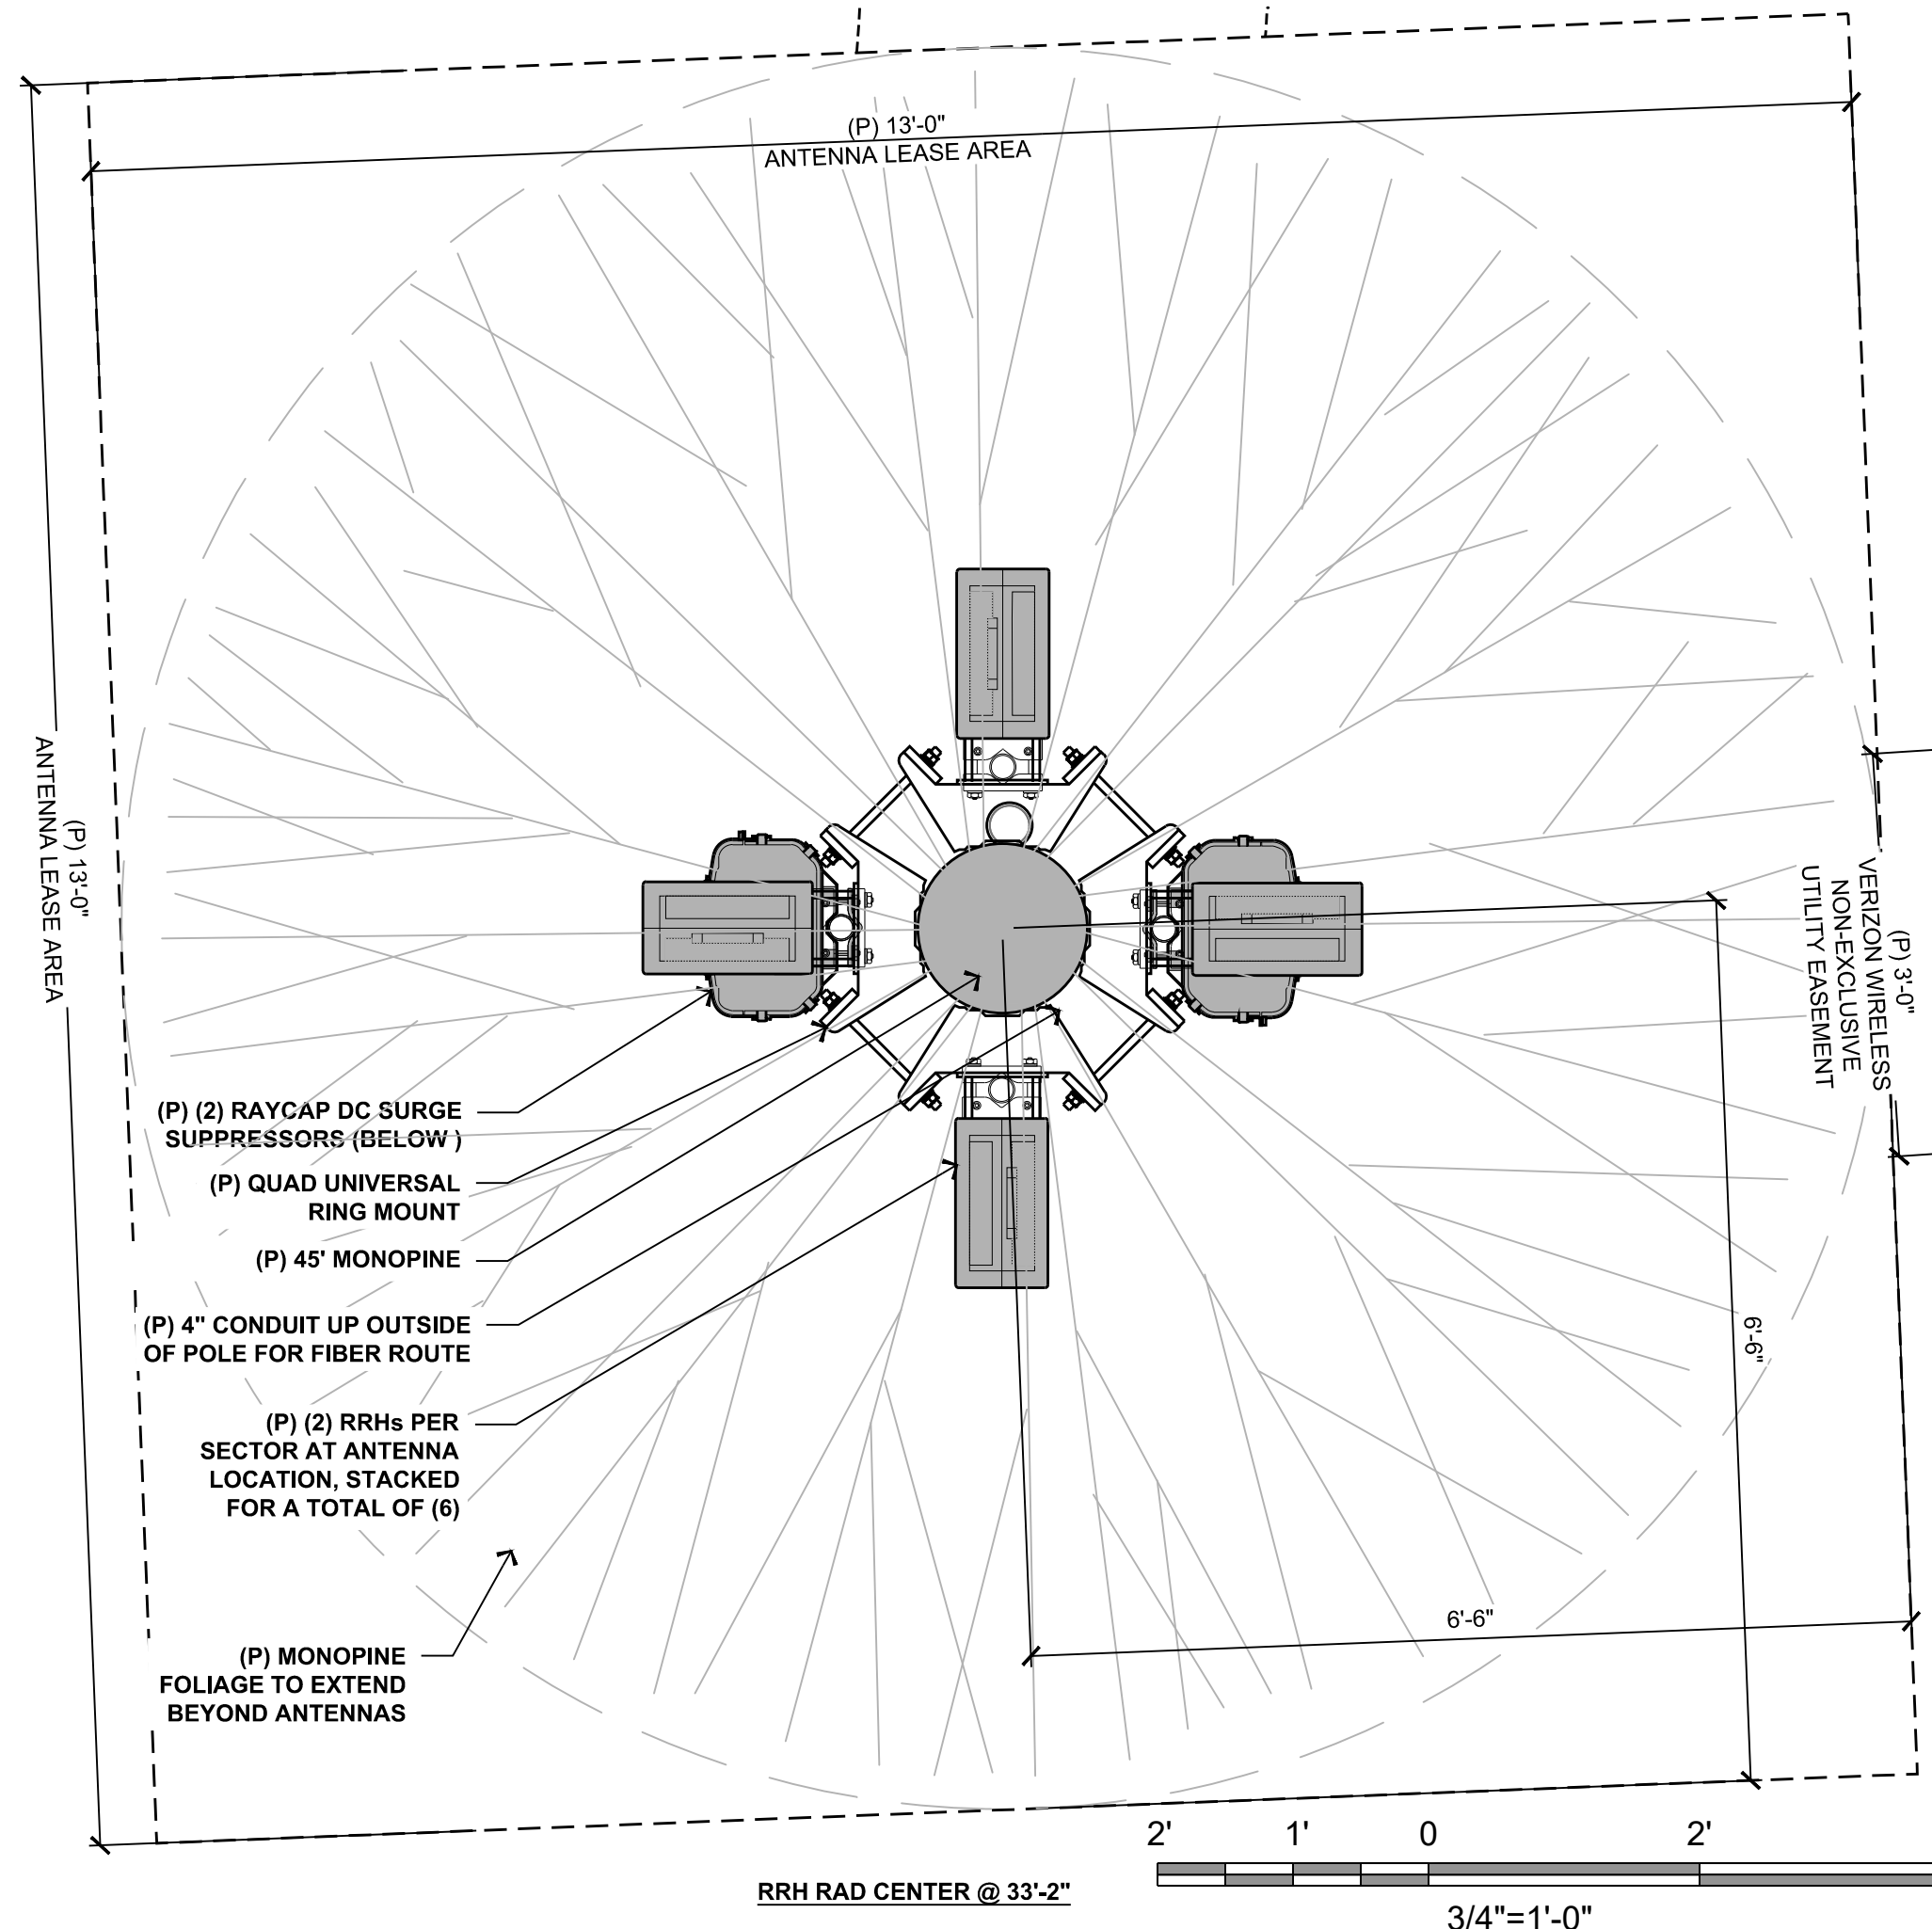 (P) 13'-0"
ANTENNA LEASE AREA
(P) 13'-0"
ANTENNA LEASE AREA
(P) 3'-0"
VERIZON WIRELESS
NON-EXCLUSIVE
UTILITY EASEMENT
(P) (2) RAYCAP DC SURGE
SUPPRESSORS (BELOW )
(P) QUAD UNIVERSAL
RING MOUNT
(P) 45' MONOPINE
(P) 4" CONDUIT UP OUTSIDE
OF POLE FOR FIBER ROUTE
(P) (2) RRHs PER
SECTOR AT ANTENNA
LOCATION, STACKED
FOR A TOTAL OF (6)
(P) MONOPINE
FOLIAGE TO EXTEND
BEYOND ANTENNAS
6'-6"
6'-6"
2' 1' 0 2'
3/4"=1'-0"
RRH RAD CENTER @ 33'-2"